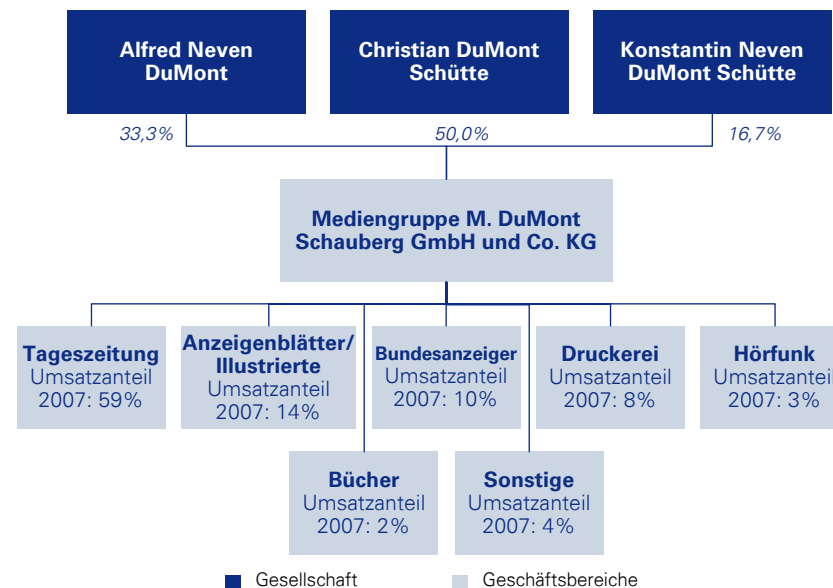 Alfred Neven
DuMont
Christian DuMont
Schütte
Konstantin Neven
DuMont Schütte
33,3%
50,0%
16,7%
Mediengruppe M. DuMont
Schauberg GmbH und Co. KG
Tageszeitung
Umsatzanteil
2007: 59%
Anzeigenblätter/
Illustrierte
Umsatzanteil
2007: 14%
Bundesanzeiger
Umsatzanteil
2007: 10%
Druckerei
Umsatzanteil
2007: 8%
Hörfunk
Umsatzanteil
2007: 3%
Bücher
Umsatzanteil
2007: 2%
Sonstige
Umsatzanteil
2007: 4%
Gesellschaft
Geschäftsbereiche